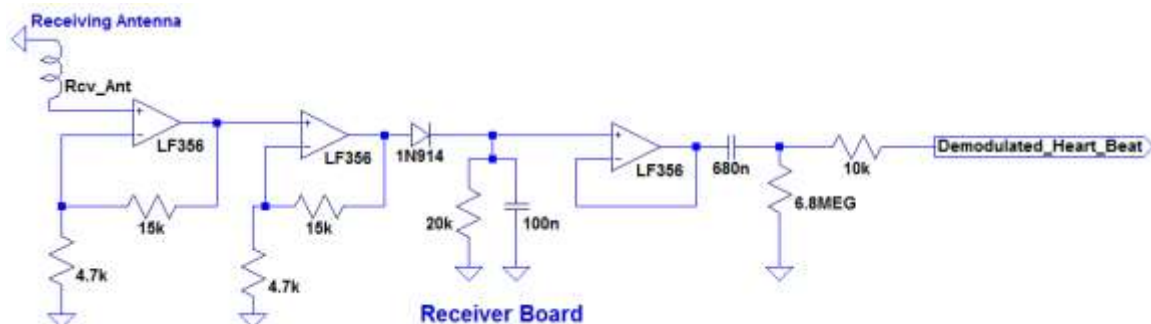 Receiving Antenna
Rcv_Ant
+
-
LF356
15k
4.7k
+
-
LF356
15k
4.7k
1N914
20k
100n
+
-
LF356
680n
6.8MEG
10k
Demodulated_Heart_Beat
Receiver Board